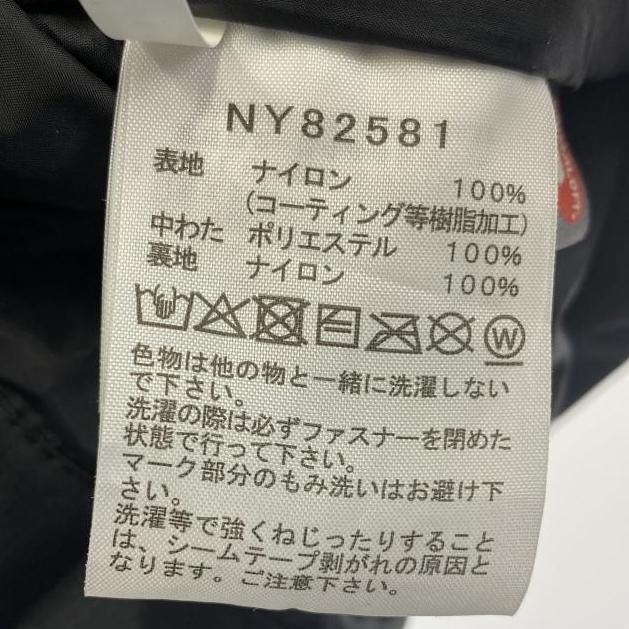 NY82581
表地 ナイロン 100%
(コーティング等樹脂加工)
中わた ポリエステル 100%
裏地 ナイロン 100%
W
色物は他の物と一緒に洗濯しない
で下さい。
洗濯の際は必ずファスナーを閉めた
状態で行って下さい。
マーク部分のもみ洗いはお避け下
さい。
洗濯等で強くねじったりすること
は、シームテープ剥がれの原因と
なります。ご注意下さい。